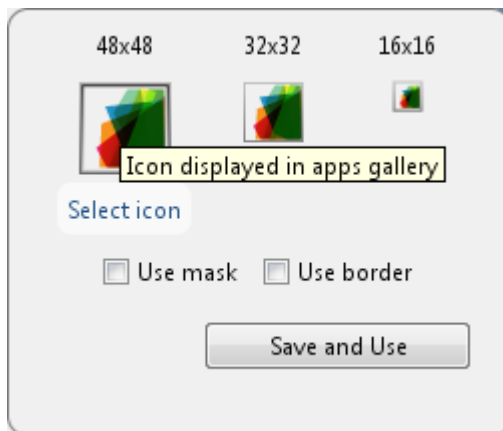 48x48 32x32 16x16
Icon displayed in apps gallery
Select icon
Use mask Use border
Save and Use